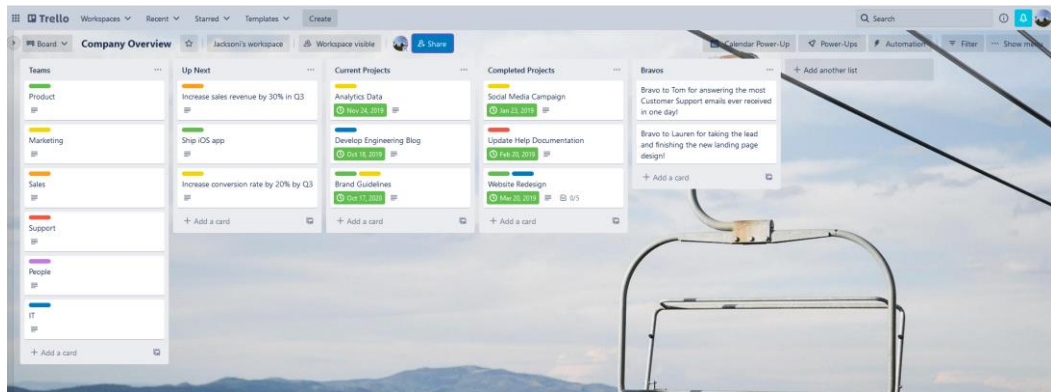 Trello Workspaces Recent Starred Templates Create Search
Board Company Overview Jacksoni's workspace Workspace visible Share Calendar Power-Up Power-Ups Automation Filter ··· Show menu
Teams
Product
Marketing
Sales
Support
People
IT
+ Add a card
Up Next
Increase sales revenue by 30% in Q3
Ship iOS app
Increase conversion rate by 20% by Q3
+ Add a card
Current Projects
Analytics Data
Nov 24, 2019
Develop Engineering Blog
Oct 18, 2019
Brand Guidelines
Oct 17, 2020
+ Add a card
Completed Projects
Social Media Campaign
Jan 23, 2019
Update Help Documentation
Feb 20, 2019
Website Redesign
Mar 20, 2019 0/5
+ Add a card
Bravos
Bravo to Tom for answering the most
Customer Support emails ever received
in one day!
Bravo to Lauren for taking the lead
and finishing the new landing page
design!
+ Add a card
+ Add another list